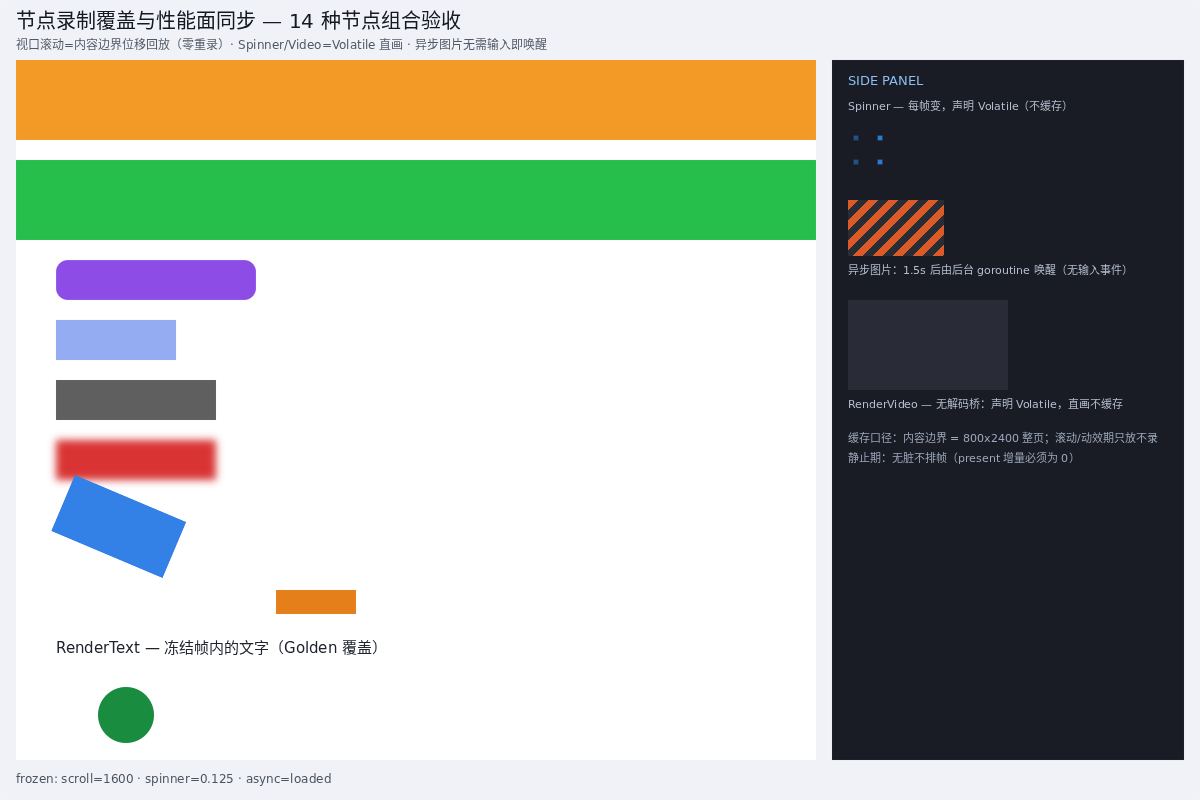 节点录制覆盖与性能面同步 — 14 种节点组合验收
视口滚动=内容边界位移回放（零重录）· Spinner/Video=Volatile 直画 · 异步图片无需输入即唤醒
SIDE PANEL
Spinner — 每帧变，声明 Volatile（不缓存）
异步图片：1.5s 后由后台 goroutine 唤醒（无输入事件）
RenderVideo — 无解码桥：声明 Volatile，直画不缓存
缓存口径：内容边界 = 800x2400 整页；滚动/动效期只放不录
静止期：无脏不排帧（present 增量必须为 0）
RenderText — 冻结帧内的文字（Golden 覆盖）
frozen: scroll=1600 · spinner=0.125 · async=loaded